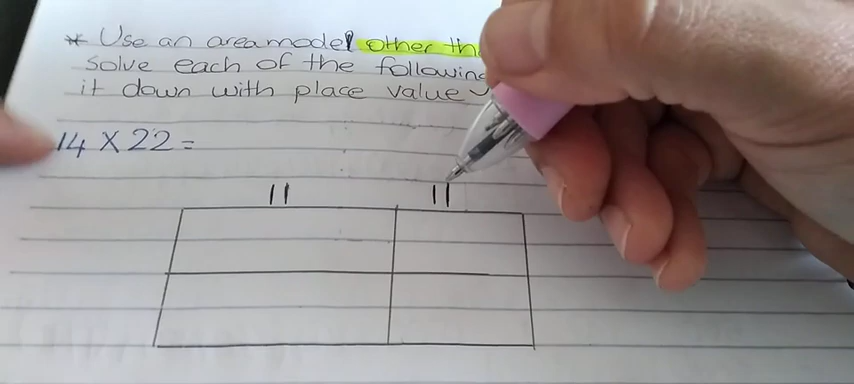 * Use an area model other
solve each of the following
it down with place value
14 X 22 =
11 11